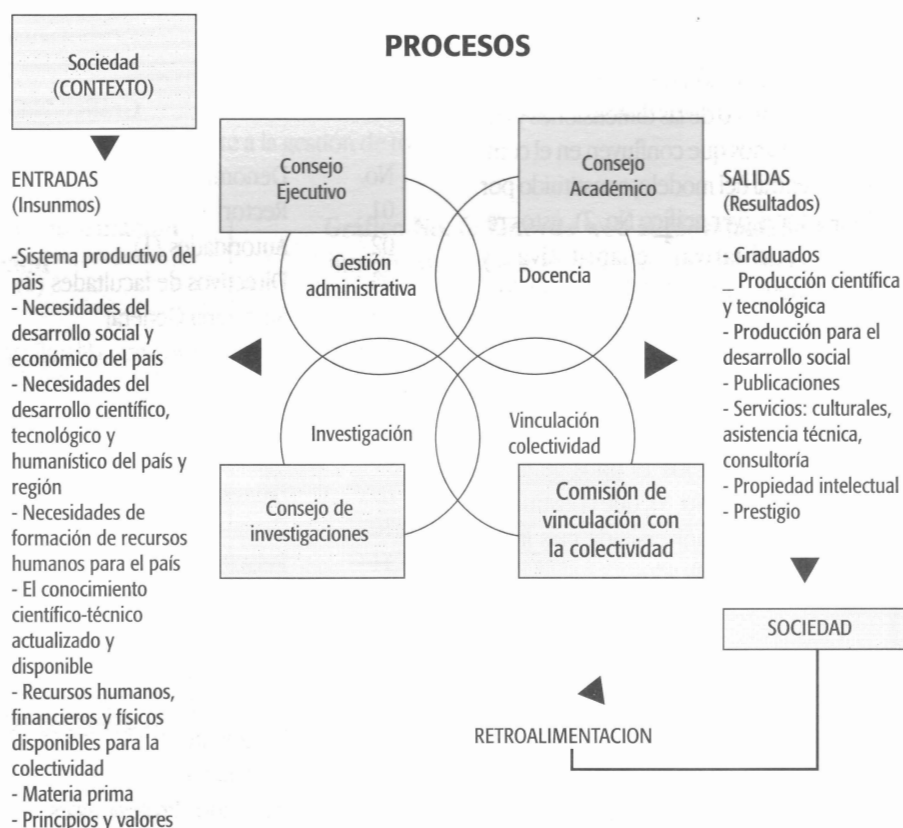 Sociedad
(CONTEXTO)
PROCESOS
ENTRADAS
(Insunmos)
-Sistema productivo del
país
- Necesidades del
desarrollo social y
económico del país
- Necesidades del
desarrollo científico,
tecnológico y
humanístico del país y
región
- Necesidades de
formación de recursos
humanos para el país
- El conocimiento
científico-técnico
actualizado y
disponible
- Recursos humanos,
financieros y físicos
disponibles para la
colectividad
- Materia prima
- Principios y valores
Consejo
Ejecutivo
Consejo
Académico
Gestión
administrativa
Docencia
Investigación
Vinculación
colectividad
Consejo de
investigaciones
Comisión de
vinculación con
la colectividad
SALIDAS
(Resultados)
- Graduados
_ Producción científica
y tecnológica
- Producción para el
desarrollo social
- Publicaciones
- Servicios: culturales,
asistencia técnica,
consultoría
- Propiedad intelectual
- Prestigio
SOCIEDAD
RETROALIMENTACION